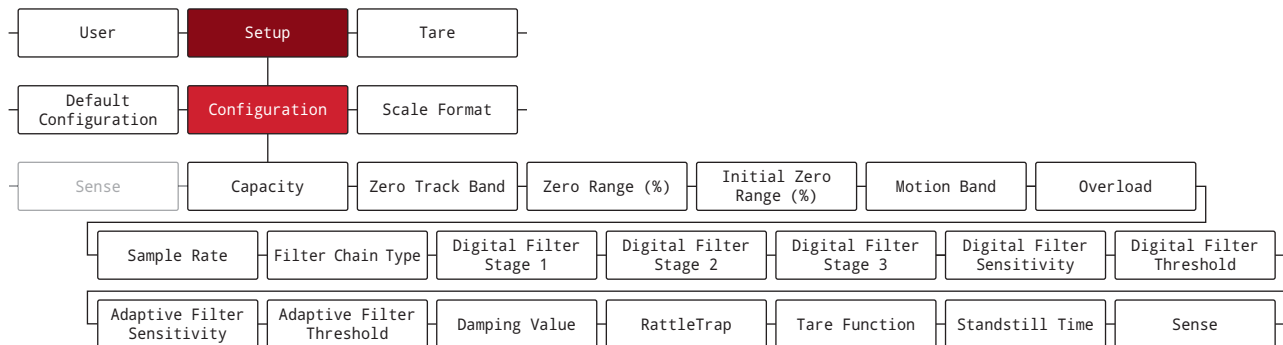 User
Setup
Tare
Default
Configuration
Configuration
Scale Format
Sense
Capacity
Zero Track Band
Zero Range (%)
Initial Zero
Range (%)
Motion Band
Overload
Sample Rate
Filter Chain Type
Digital Filter
Stage 1
Digital Filter
Stage 2
Digital Filter
Stage 3
Digital Filter
Sensitivity
Digital Filter
Threshold
Adaptive Filter
Sensitivity
Adaptive Filter
Threshold
Damping Value
RattleTrap
Tare Function
Standstill Time
Sense